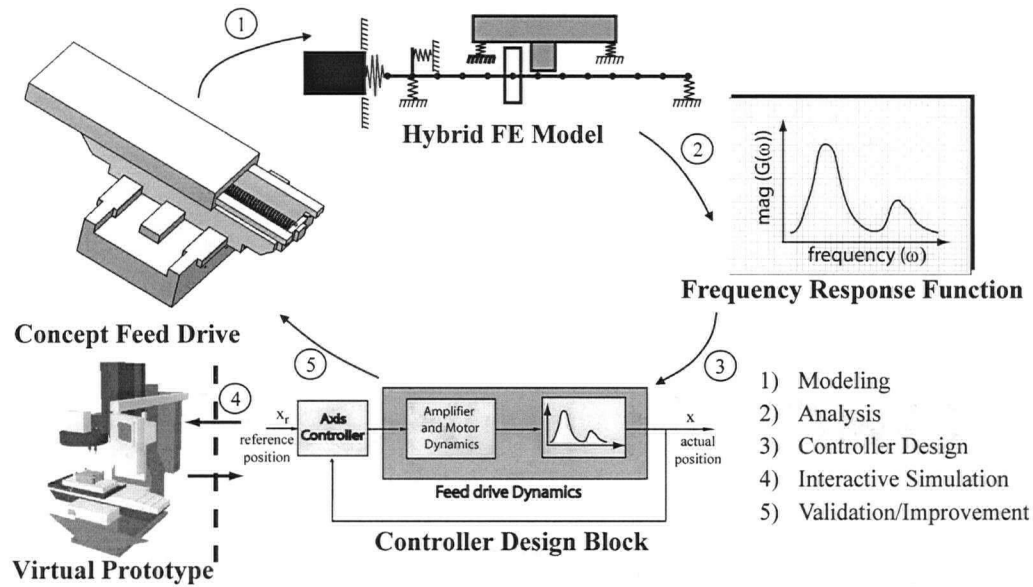 1
Hybrid FE Model
2
mag (G(ω))
frequency (ω)
Frequency Response Function
Concept Feed Drive
5
3
4
xr
reference
position
Axis
Controller
Amplifier
and Motor
Dynamics
x
actual
position
Feed drive Dynamics
Controller Design Block
Virtual Prototype
1) Modeling
2) Analysis
3) Controller Design
4) Interactive Simulation
5) Validation/Improvement